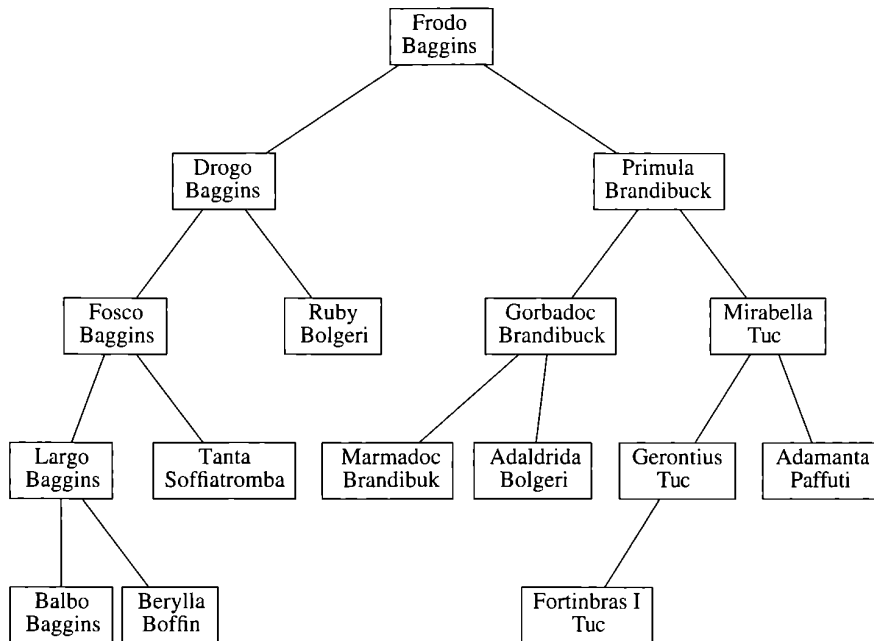 Frodo
Baggins
Drogo
Baggins
Primula
Brandibuck
Fosco
Baggins
Ruby
Bolgeri
Gorbadoc
Brandibuck
Mirabella
Tuc
Largo
Baggins
Tanta
Soffiatromba
Marmadoc
Brandibuk
Adaldrida
Bolgeri
Gerontius
Tuc
Adamanta
Paffuti
Balbo
Baggins
Berylla
Boffin
Fortinbras I
Tuc